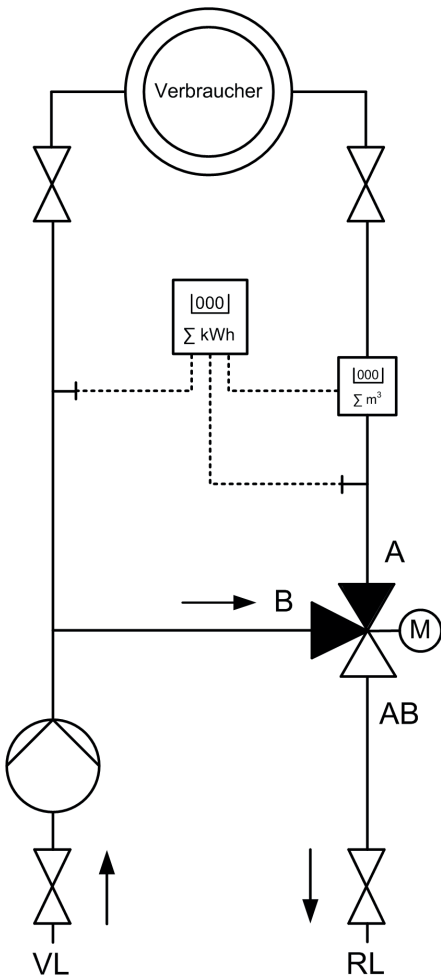 Verbraucher
000
∑ kWh
000
∑ m³
A
B
M
AB
VL
RL